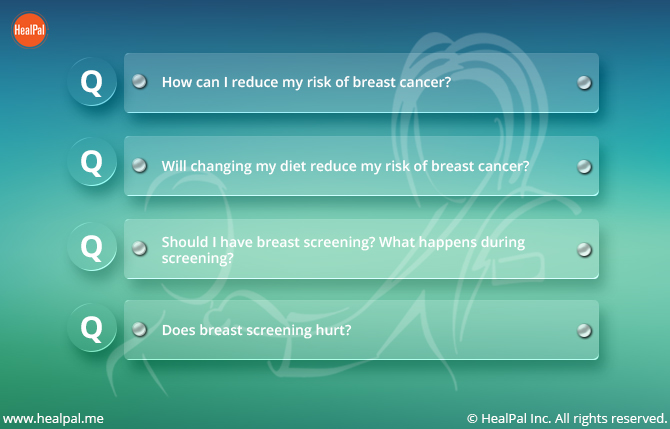 HealPal
Q
How can I reduce my risk of breast cancer?
Q
Will changing my diet reduce my risk of breast cancer?
Q
Should I have breast screening? What happens during
screening?
Q
Does breast screening hurt?
www.healpal.me
© HealPal Inc. All rights reserved.